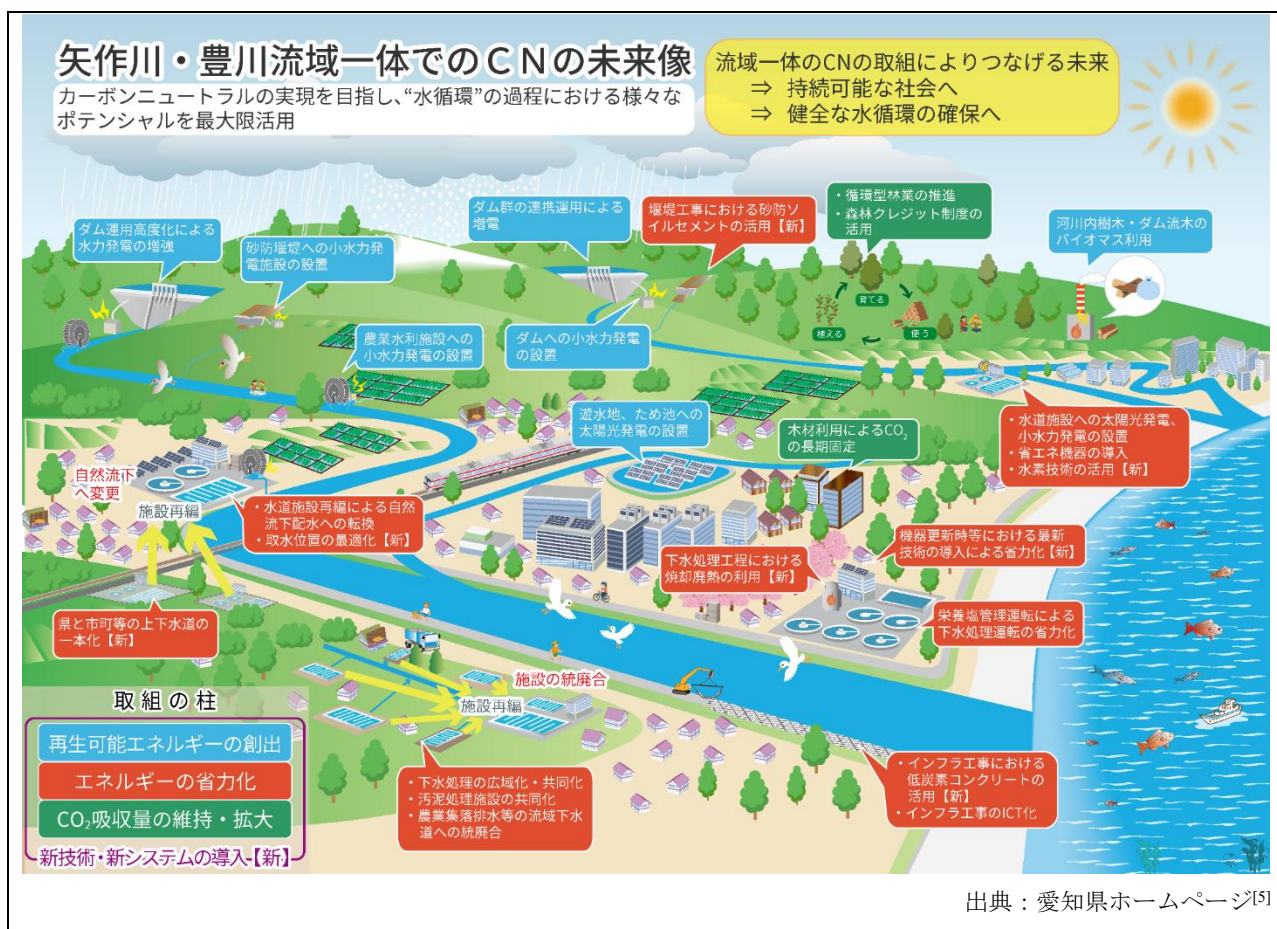 矢作川・豊川流域一体でのCNの未来像
カーボンニュートラルの実現を目指し、“水循環”の過程における様々な
ポテンシャルを最大限活用
流域一体のCNの取組によりつなげる未来
⇒ 持続可能な社会へ
⇒ 健全な水循環の確保へ
ダム運用高度化による
水力発電の増強
砂防堰堤への小水力発
電施設の設置
ダム群の連携運用による
増電
堰堤工事における砂防ソ
イルセメントの活用【新】
・循環型林業の推進
・森林クレジット制度の
活用
河川内樹木・ダム流木の
バイオマス利用
育てる
植える
使う
農業水利施設への
小水力発電の設置
ダムへの小水力発電
の設置
遊水地、ため池への
太陽光発電の設置
木材利用によるCO₂
の長期固定
・水道施設への太陽光発電、
小水力発電の設置
・省エネ機器の導入
・水素技術の活用【新】
自然流下
へ変更
施設再編
・水道施設再編による自然
流下配水への転換
・取水位置の最適化【新】
下水処理工程における
焼却廃熱の利用【新】
機器更新時等における最新
技術の導入による省力化【新】
県と市町等の上下水道の
一本化【新】
栄養塩管理運転による
下水処理運転の省力化
施設の統廃合
施設再編
取組の柱
再生可能エネルギーの創出
エネルギーの省力化
CO₂吸収量の維持・拡大
新技術・新システムの導入【新】
・下水処理の広域化・共同化
・汚泥処理施設の共同化
・農業集落排水等の流域下水
道への統廃合
・インフラ工事における
低炭素コンクリートの
活用【新】
・インフラ工事のICT化
出典：愛知県ホームページ[5]